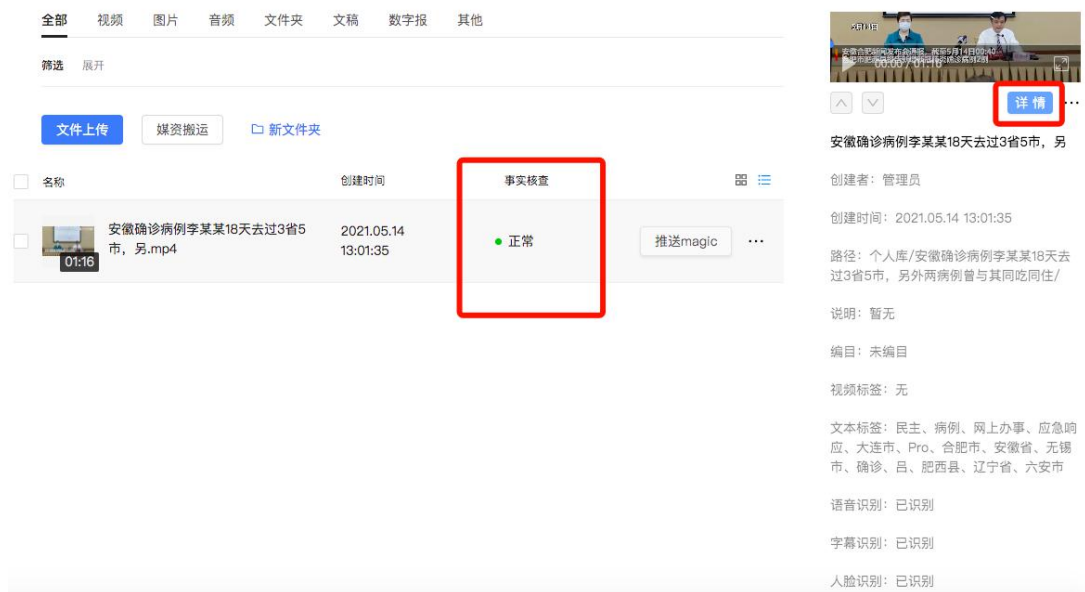 全部 视频 图片 音频 文件夹 文稿 数字报 其他
筛选 展开
文件上传 媒资搬运 新文件夹
名称 创建时间 事实核查
安徽确诊病例李某某18天去过3省5
市，另.mp4
01:16
2021.05.14
13:01:35
正常
推送magic ...
00:00 / 01:16
详情 ...
安徽确诊病例李某某18天去过3省5市，另
创建者：管理员
创建时间：2021.05.14 13:01:35
路径：个人库/安徽确诊病例李某某18天去
过3省5市，另外两病例曾与其同吃同住/
说明：暂无
编目：未编目
视频标签：无
文本标签：民主、病例、网上办事、应急响
应、大连市、Pro、合肥市、安徽省、无锡
市、确诊、吕、肥西县、辽宁省、六安市
语音识别：已识别
字幕识别：已识别
人脸识别：已识别